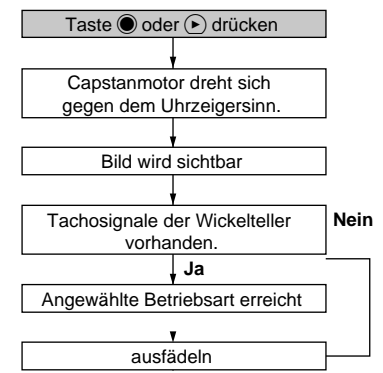 Taste ● oder ▶ drücken
Capstanmotor dreht sich
gegen dem Uhrzeigersinn.
Bild wird sichtbar
Tachosignale der Wickelteller
vorhanden.
Nein
Ja
Angewählte Betriebsart erreicht
ausfädeln